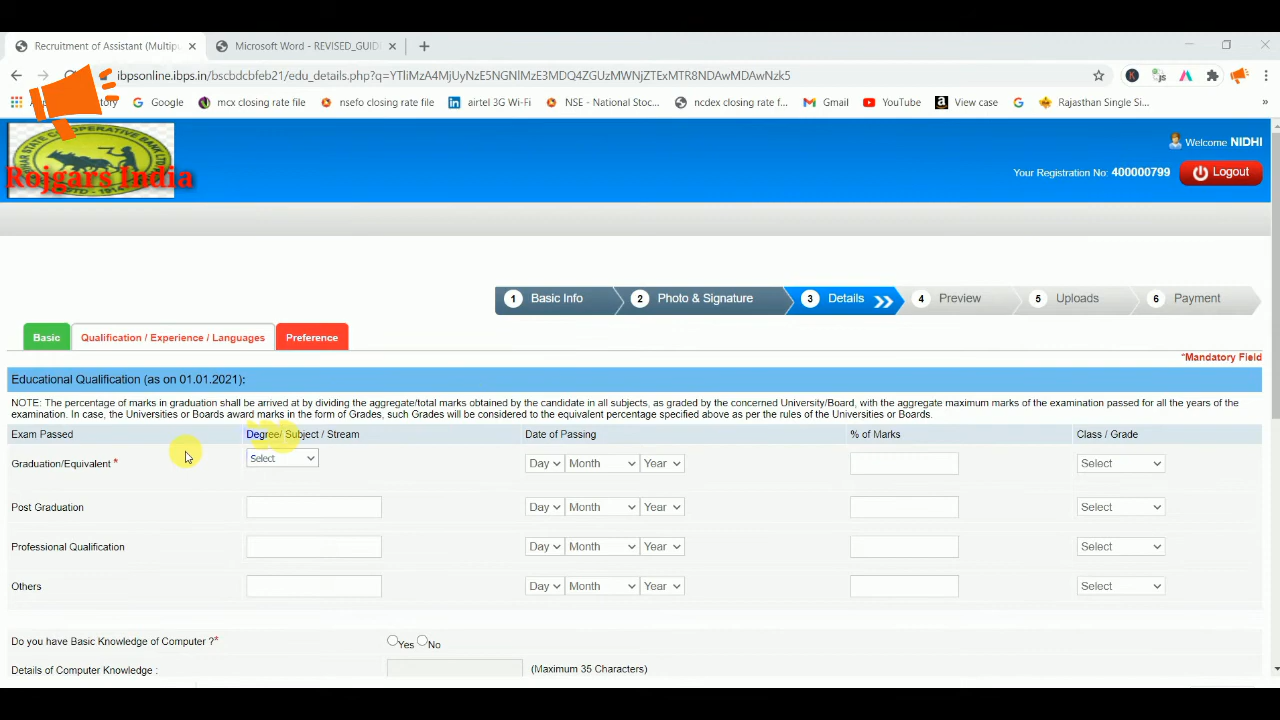 Recruitment of Assistant (Multipu
Microsoft Word - REVISED_GUID
ibpsonline.ibps.in/bscbdcbfeb21/edu_details.php?q=YTliMzA4MjUyNzE5NGNlMzE3MDQ4ZGUzMWNjZTExMTR8NDAwMDAwNzk5
Google
mcx closing rate file
nsefo closing rate file
airtel 3G Wi-Fi
NSE - National Stoc...
ncdex closing rate f...
Gmail
YouTube
View case
Rajasthan Single Si...
Rojgars India
Welcome NIDHI
Your Registration No: 400000799
Logout
1 Basic Info
2 Photo & Signature
3 Details
4 Preview
5 Uploads
6 Payment
Basic
Qualification / Experience / Languages
Preference
*Mandatory Field
Educational Qualification (as on 01.01.2021):
NOTE: The percentage of marks in graduation shall be arrived at by dividing the aggregate/total marks obtained by the candidate in all subjects, as graded by the concerned University/Board, with the aggregate maximum marks of the examination passed for all the years of the
examination. In case, the Universities or Boards award marks in the form of Grades, such Grades will be considered to the equivalent percentage specified above as per the rules of the Universities or Boards.
Exam Passed Degree/ Subject / Stream Date of Passing % of Marks Class / Grade
Graduation/Equivalent * Select Day Month Year Select
Post Graduation Day Month Year Select
Professional Qualification Day Month Year Select
Others Day Month Year Select
Do you have Basic Knowledge of Computer ?* Yes No
Details of Computer Knowledge : (Maximum 35 Characters)